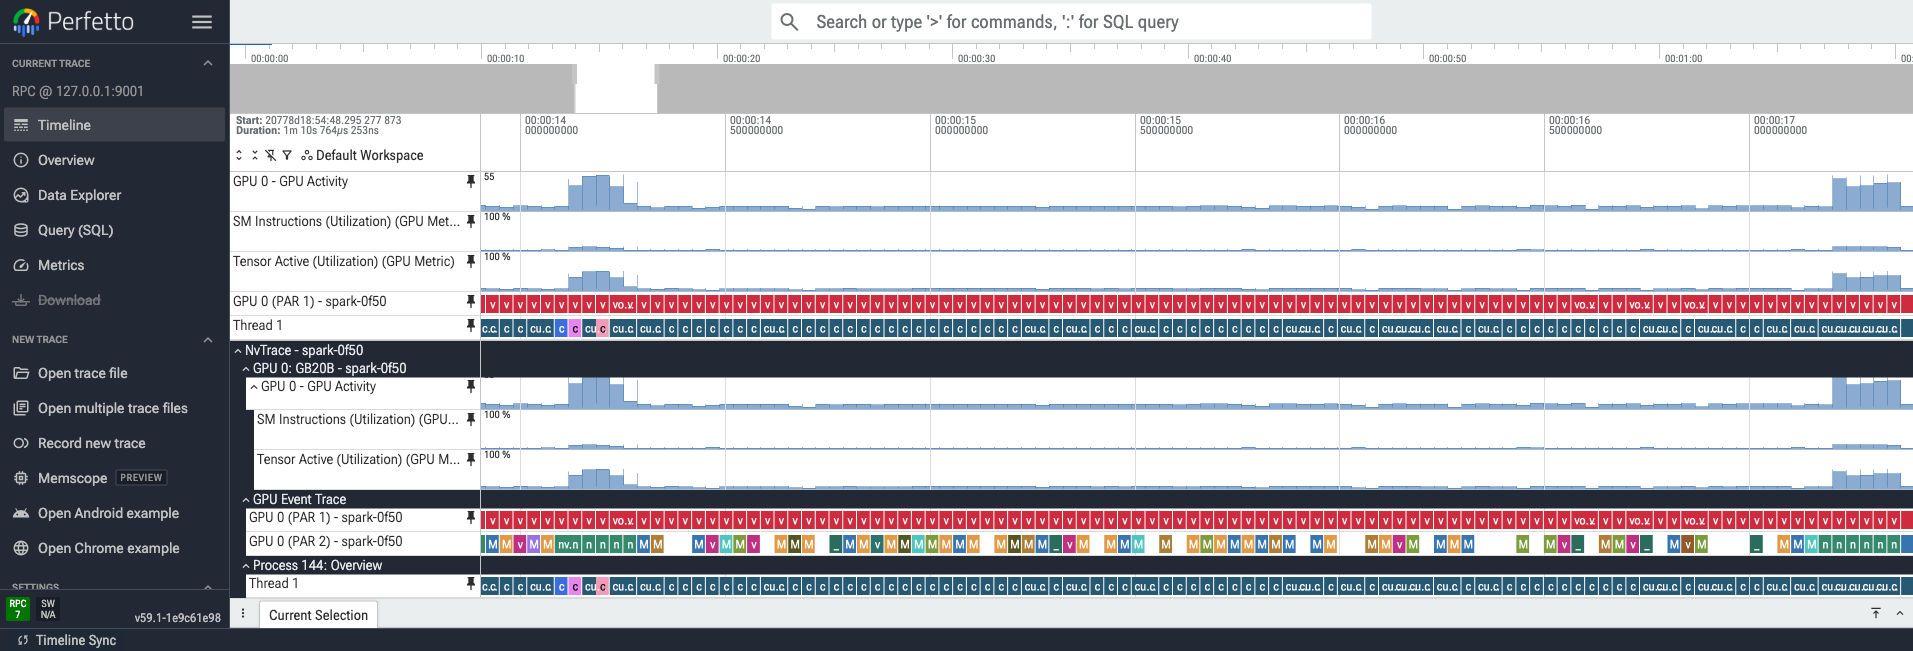 Perfetto
Search or type '>' for commands, ':' for SQL query
CURRENT TRACE
RPC @ 127.0.0.1:9001
Timeline
Overview
Data Explorer
Query (SQL)
Metrics
Download
NEW TRACE
Open trace file
Open multiple trace files
Record new trace
Memscope PREVIEW
Open Android example
Open Chrome example
SETTINGS
RPC 7
SW N/A
v59.1-1e9c61e98
Timeline Sync
00:00:00 00:00:10 00:00:20 00:00:30 00:00:40 00:00:50 00:01:00 00:
Start: 20778d18:54:48.295 277 873
Duration: 1m 10s 764µs 253ns
00:00:14 00:00:14 00:00:15 00:00:15 00:00:16 00:00:16 00:00:17
000000000 500000000 000000000 500000000 000000000 500000000 000000000
Default Workspace
GPU 0 - GPU Activity 55
SM Instructions (Utilization) (GPU Met... 100 %
Tensor Active (Utilization) (GPU Metric) 100 %
GPU 0 (PAR 1) - spark-0f50
Thread 1
NvTrace - spark-0f50
GPU 0: GB20B - spark-0f50
GPU 0 - GPU Activity
SM Instructions (Utilization) (GPU... 100 %
Tensor Active (Utilization) (GPU M... 100 %
GPU Event Trace
GPU 0 (PAR 1) - spark-0f50
GPU 0 (PAR 2) - spark-0f50
Process 144: Overview
Thread 1
Current Selection